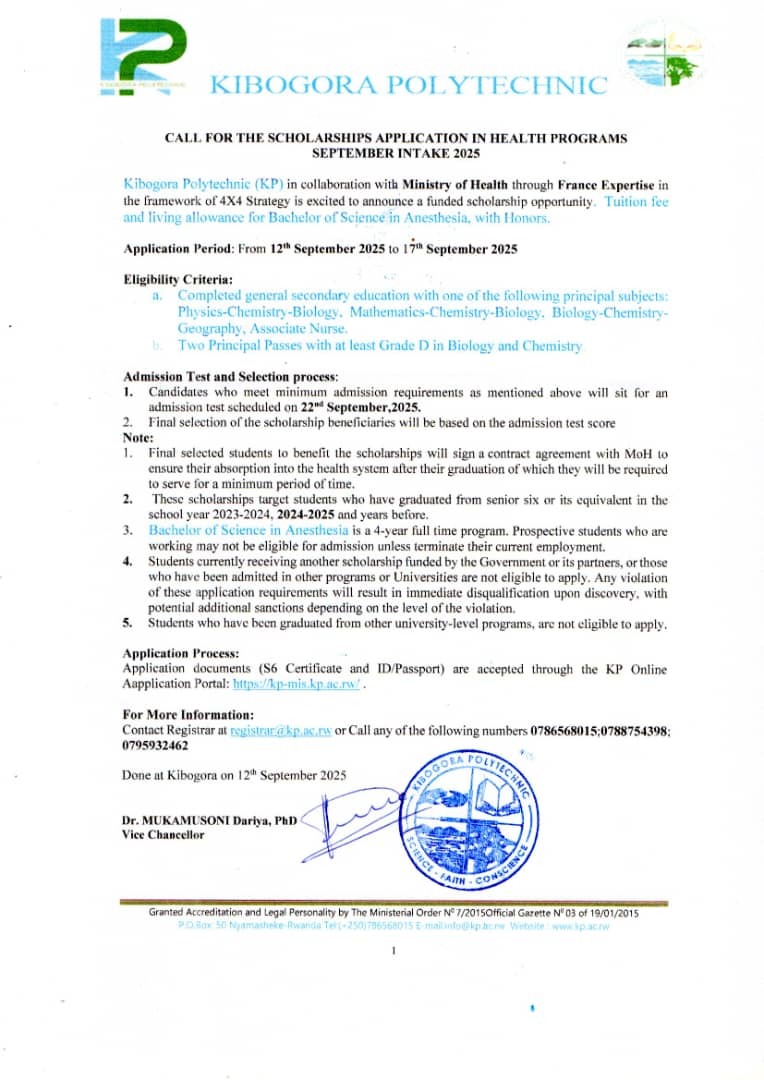 KIBOGORA POLYTECHNIC
CALL FOR THE SCHOLARSHIPS APPLICATION IN HEALTH PROGRAMS
SEPTEMBER INTAKE 2025
Kibogora Polytechnic (KP) in collaboration with Ministry of Health through France Expertise in
the framework of 4X4 Strategy is excited to announce a funded scholarship opportunity. Tuition fee
and living allowance for Bachelor of Science in Anesthesia, with Honors.
Application Period: From 12th September 2025 to 17th September 2025
Eligibility Criteria:
a. Completed general secondary education with one of the following principal subjects:
Physics-Chemistry-Biology, Mathematics-Chemistry-Biology, Biology-Chemistry-
Geography, Associate Nurse.
b. Two Principal Passes with at least Grade D in Biology and Chemistry
Admission Test and Selection process:
1. Candidates who meet minimum admission requirements as mentioned above will sit for an
admission test scheduled on 22nd September,2025.
2. Final selection of the scholarship beneficiaries will be based on the admission test score
Note:
1. Final selected students to benefit the scholarships will sign a contract agreement with MoH to
ensure their absorption into the health system after their graduation of which they will be required
to serve for a minimum period of time.
2. These scholarships target students who have graduated from senior six or its equivalent in the
school year 2023-2024, 2024-2025 and years before.
3. Bachelor of Science in Anesthesia is a 4-year full time program. Prospective students who are
working may not be eligible for admission unless terminate their current employment.
4. Students currently receiving another scholarship funded by the Government or its partners, or those
who have been admitted in other programs or Universities are not eligible to apply. Any violation
of these application requirements will result in immediate disqualification upon discovery, with
potential additional sanctions depending on the level of the violation.
5. Students who have been graduated from other university-level programs, are not eligible to apply.
Application Process:
Application documents (S6 Certificate and ID/Passport) are accepted through the KP Online
Aapplication Portal: https://kp-mis.kp.ac.rw/ .
For More Information:
Contact Registrar at registrar@kp.ac.rw or Call any of the following numbers 0786568015;0788754398;
0795932462
Done at Kibogora on 12th September 2025
Dr. MUKAMUSONI Dariya, PhD
Vice Chancellor
KIBOGORA POLYTECHNIC
SCIENCE - FAITH - CONSCIENCE
Granted Accreditation and Legal Personality by The Ministerial Order Nº 7/2015Official Gazette Nº 03 of 19/01/2015
P.O.Box: 50 Nyamasheke-Rwanda Tel:(+250)786568015 E-mail:info@kp.ac.rw Website : www.kp.ac.rw
1